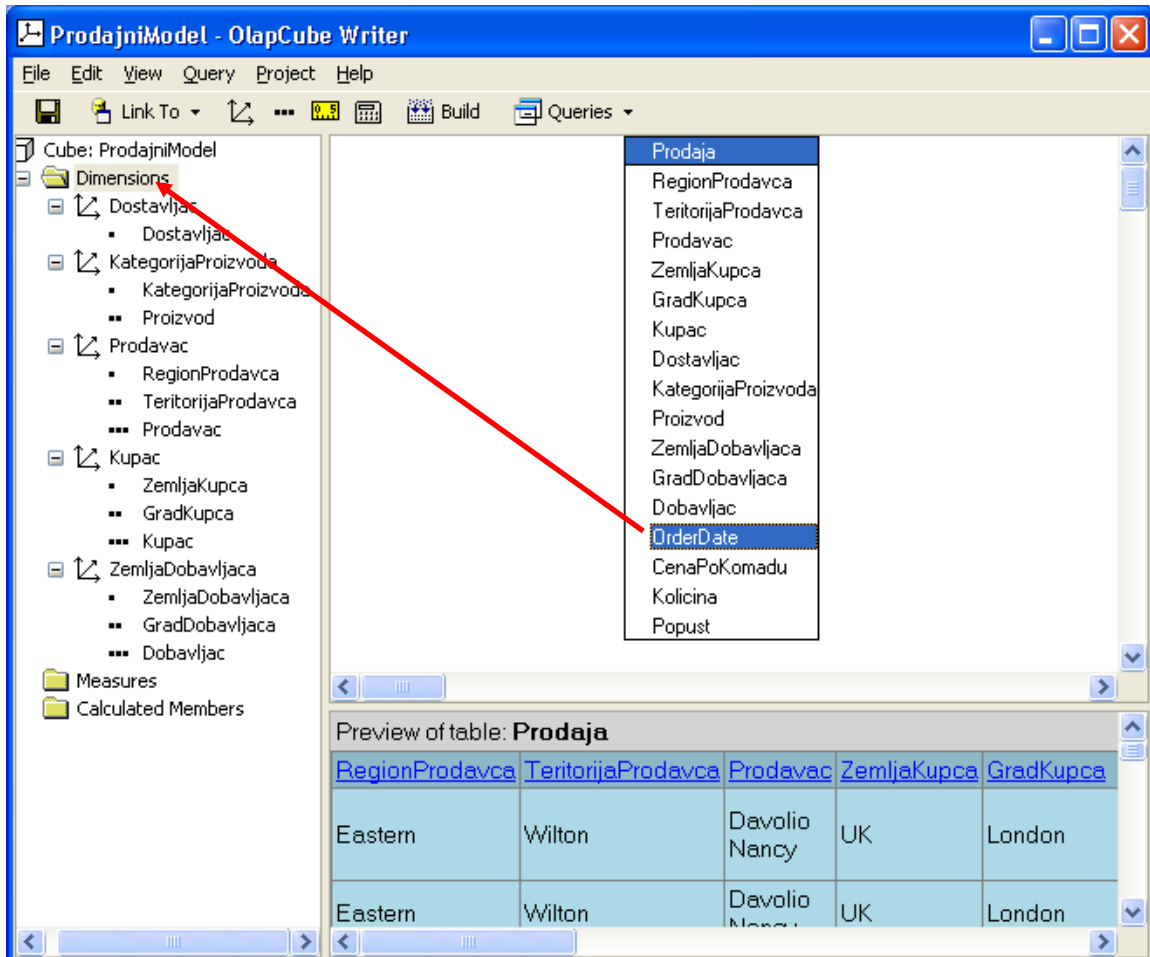 ProdajniModel - OlapCube Writer
File Edit View Query Project Help
Link To Build Queries
Cube: ProdajniModel
Dimensions
Dostavljac
Dostavljac
KategorijaProizvoda
KategorijaProizvoda
Proizvod
Prodavac
RegionProdavca
TeritorijaProdavca
Prodavac
Kupac
ZemljaKupca
GradKupca
Kupac
ZemljaDobavljaca
ZemljaDobavljaca
GradDobavljaca
Dobavljac
Measures
Calculated Members
Prodaja
RegionProdavca
TeritorijaProdavca
Prodavac
ZemljaKupca
GradKupca
Kupac
Dostavljac
KategorijaProizvoda
Proizvod
ZemljaDobavljaca
GradDobavljaca
Dobavljac
OrderDate
CenaPoKomadu
Kolicina
Popust
Preview of table: Prodaja
RegionProdavca TeritorijaProdavca Prodavac ZemljaKupca GradKupca
Eastern Wilton Davolio Nancy UK London
Eastern Wilton Davolio Nancy UK London